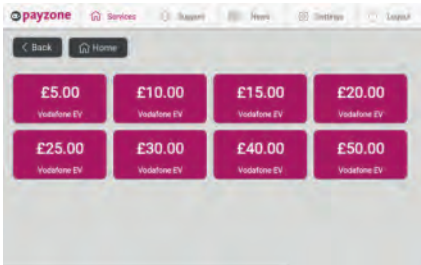 payzone Services Support News Settings Logout
Back Home
£5.00 £10.00 £15.00 £20.00
Vodafone EV Vodafone EV Vodafone EV Vodafone EV
£25.00 £30.00 £40.00 £50.00
Vodafone EV Vodafone EV Vodafone EV Vodafone EV